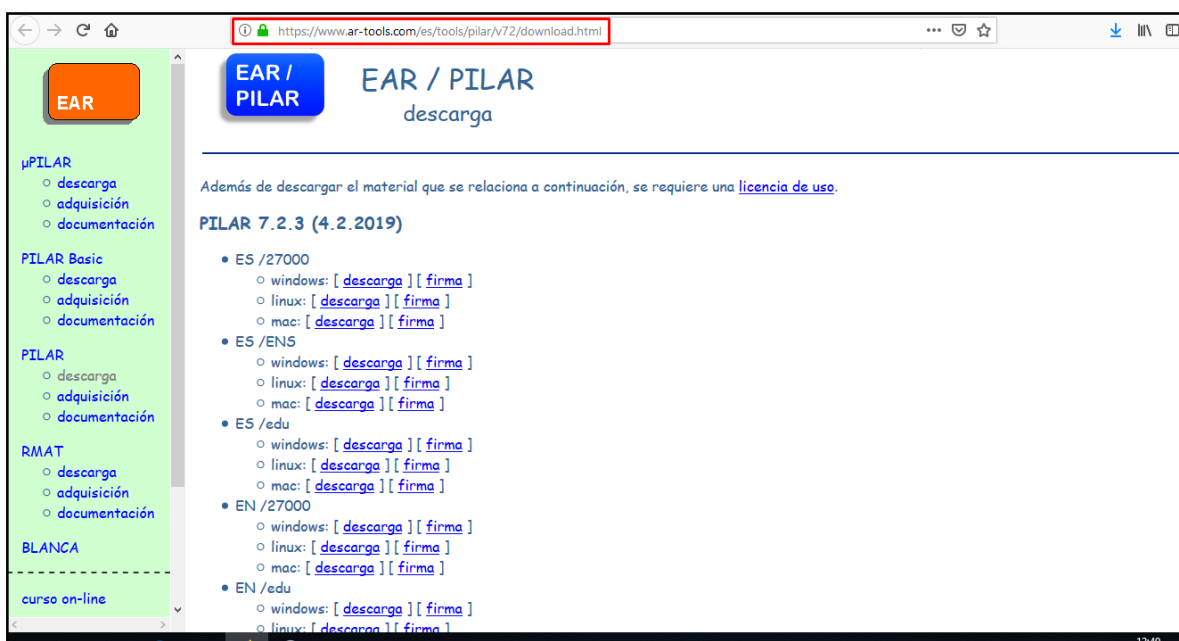 https://www.ar-tools.com/es/tools/pilar/v72/download.html
EAR
µPILAR
descarga
adquisición
documentación
PILAR Basic
descarga
adquisición
documentación
PILAR
descarga
adquisición
documentación
RMAT
descarga
adquisición
documentación
BLANCA
curso on-line
EAR /
PILAR
EAR / PILAR
descarga
Además de descargar el material que se relaciona a continuación, se requiere una licencia de uso.
PILAR 7.2.3 (4.2.2019)
ES /27000
windows: [ descarga ] [ firma ]
linux: [ descarga ] [ firma ]
mac: [ descarga ] [ firma ]
ES /ENS
windows: [ descarga ] [ firma ]
linux: [ descarga ] [ firma ]
mac: [ descarga ] [ firma ]
ES /edu
windows: [ descarga ] [ firma ]
linux: [ descarga ] [ firma ]
mac: [ descarga ] [ firma ]
EN /27000
windows: [ descarga ] [ firma ]
linux: [ descarga ] [ firma ]
mac: [ descarga ] [ firma ]
EN /edu
windows: [ descarga ] [ firma ]
linux: [ descarga ] [ firma ]